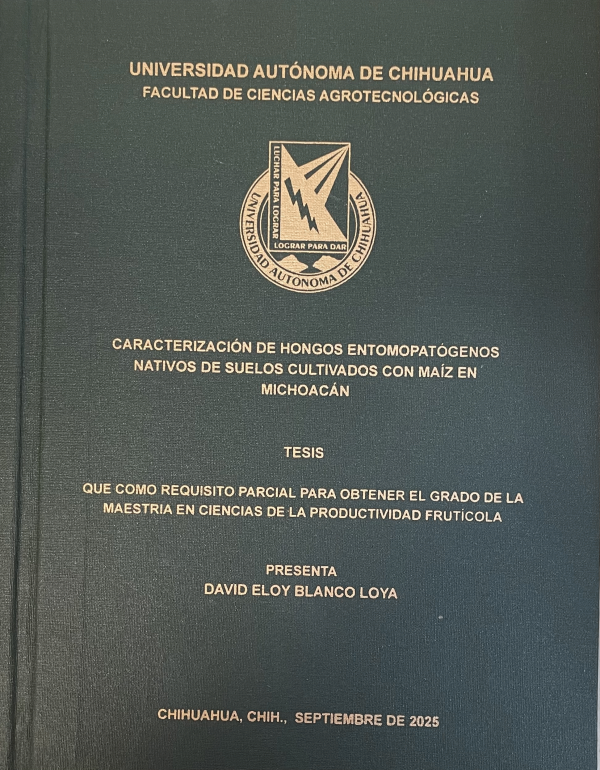 UNIVERSIDAD AUTÓNOMA DE CHIHUAHUA
FACULTAD DE CIENCIAS AGROTECNOLÓGICAS
LUCHAR PARA LOGRAR
LOGRAR PARA DAR
UNIVERSIDAD AUTÓNOMA DE CHIHUAHUA
CARACTERIZACIÓN DE HONGOS ENTOMOPATÓGENOS
NATIVOS DE SUELOS CULTIVADOS CON MAÍZ EN
MICHOACÁN
TESIS
QUE COMO REQUISITO PARCIAL PARA OBTENER EL GRADO DE LA
MAESTRIA EN CIENCIAS DE LA PRODUCTIVIDAD FRUTÍCOLA
PRESENTA
DAVID ELOY BLANCO LOYA
CHIHUAHUA, CHIH., SEPTIEMBRE DE 2025